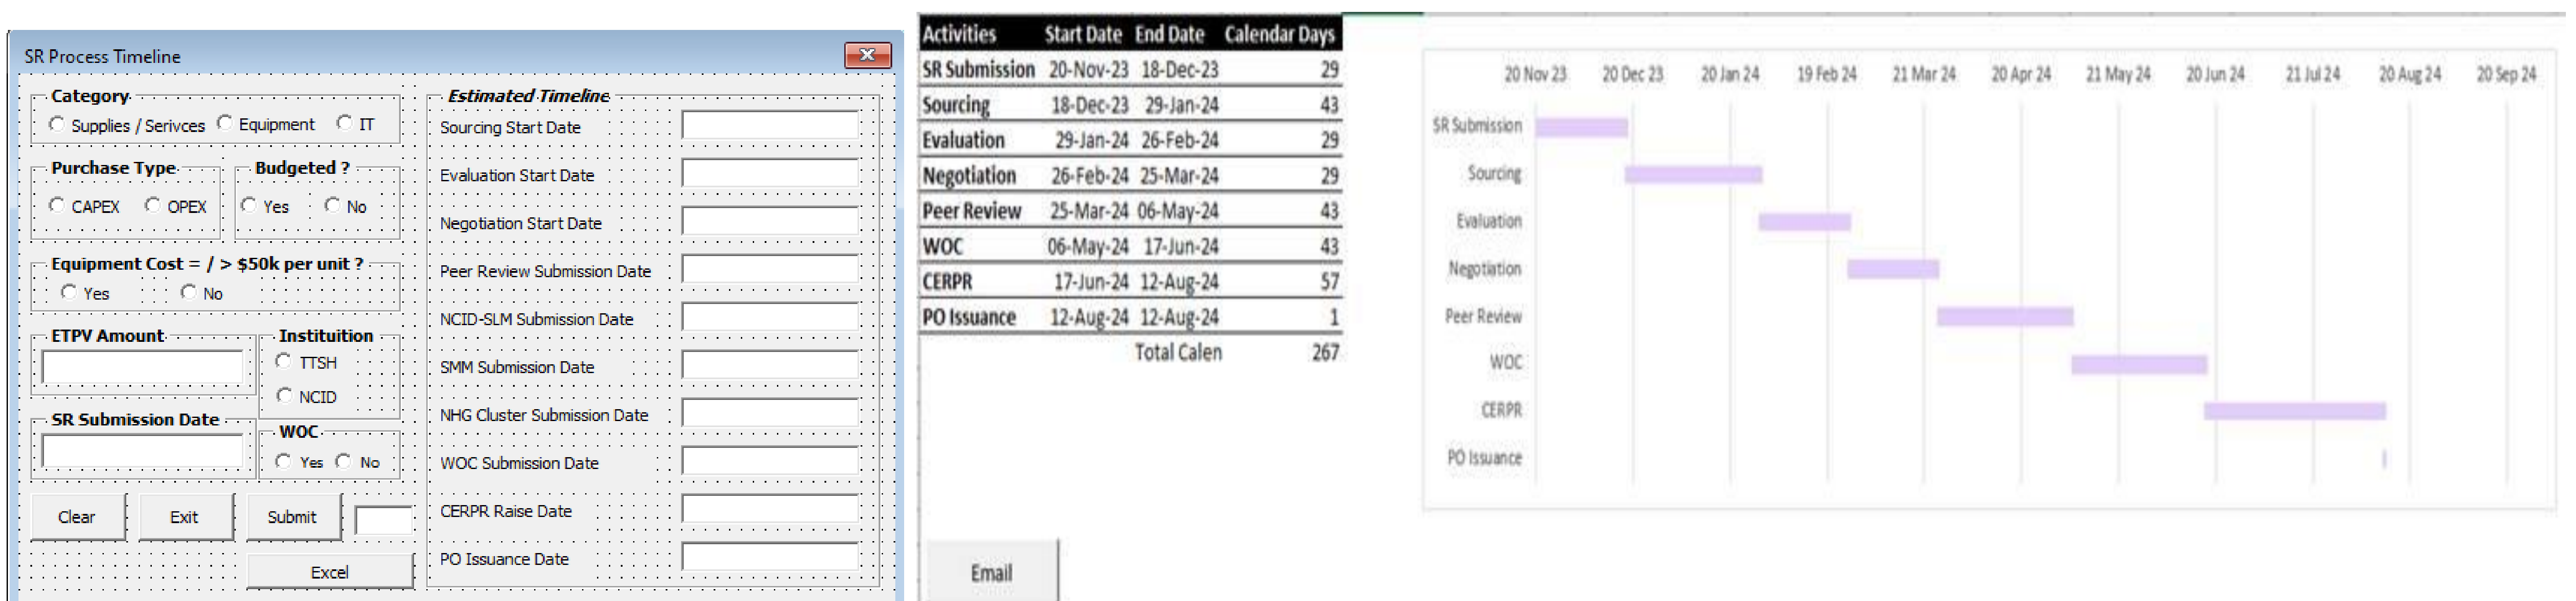 SR Process Timeline
Category
Supplies / Serivces Equipment IT
Purchase Type
CAPEX OPEX
Budgeted ?
Yes No
Equipment Cost = / > $50k per unit ?
Yes No
ETPV Amount
Instituition
TTSH
NCID
SR Submission Date
WOC
Yes No
Clear Exit Submit
Excel
Estimated Timeline
Sourcing Start Date
Evaluation Start Date
Negotiation Start Date
Peer Review Submission Date
NCID-SLM Submission Date
SMM Submission Date
NHG Cluster Submission Date
WOC Submission Date
CERPR Raise Date
PO Issuance Date
Activities Start Date End Date Calendar Days
SR Submission 20-Nov-23 18-Dec-23 29
Sourcing 18-Dec-23 29-Jan-24 43
Evaluation 29-Jan-24 26-Feb-24 29
Negotiation 26-Feb-24 25-Mar-24 29
Peer Review 25-Mar-24 06-May-24 43
WOC 06-May-24 17-Jun-24 43
CERPR 17-Jun-24 12-Aug-24 57
PO Issuance 12-Aug-24 12-Aug-24 1
Total Calen 267
Email
20 Nov 23 20 Dec 23 20 Jan 24 19 Feb 24 21 Mar 24 20 Apr 24 21 May 24 20 Jun 24 21 Jul 24 20 Aug 24 20 Sep 24
SR Submission
Sourcing
Evaluation
Negotiation
Peer Review
WOC
CERPR
PO Issuance